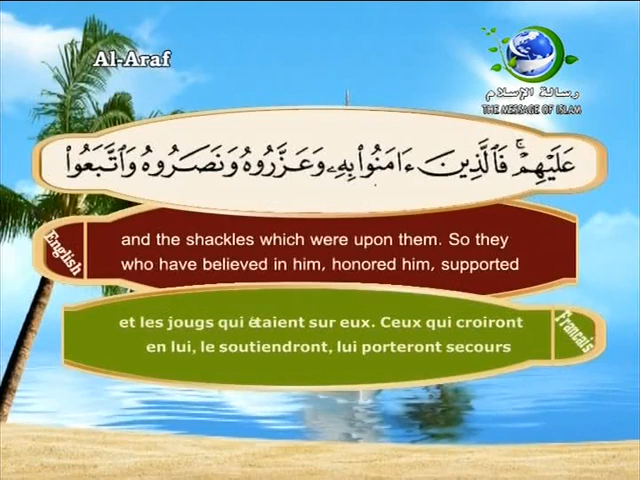 Al-Araf
رسالة الإسلام
THE MESSAGE OF ISLAM
عَلَيْهِمْ ۚ فَٱلَّذِينَ ءَامَنُوا۟ بِهِۦ وَعَزَّرُوهُ وَنَصَرُوهُ وَٱتَّبَعُوا۟
English
and the shackles which were upon them. So they
who have believed in him, honored him, supported
et les jougs qui étaient sur eux. Ceux qui croiront
en lui, le soutiendront, lui porteront secours
Francais